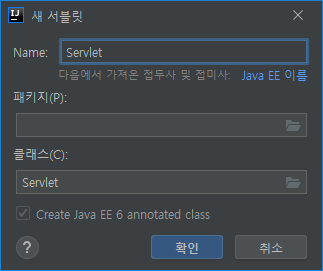 새 서블릿
Name: Servlet
다음에서 가져온 접두사 및 접미사: Java EE 이름
패키지(P):
클래스(C):
Servlet
Create Java EE 6 annotated class
? 확인 취소